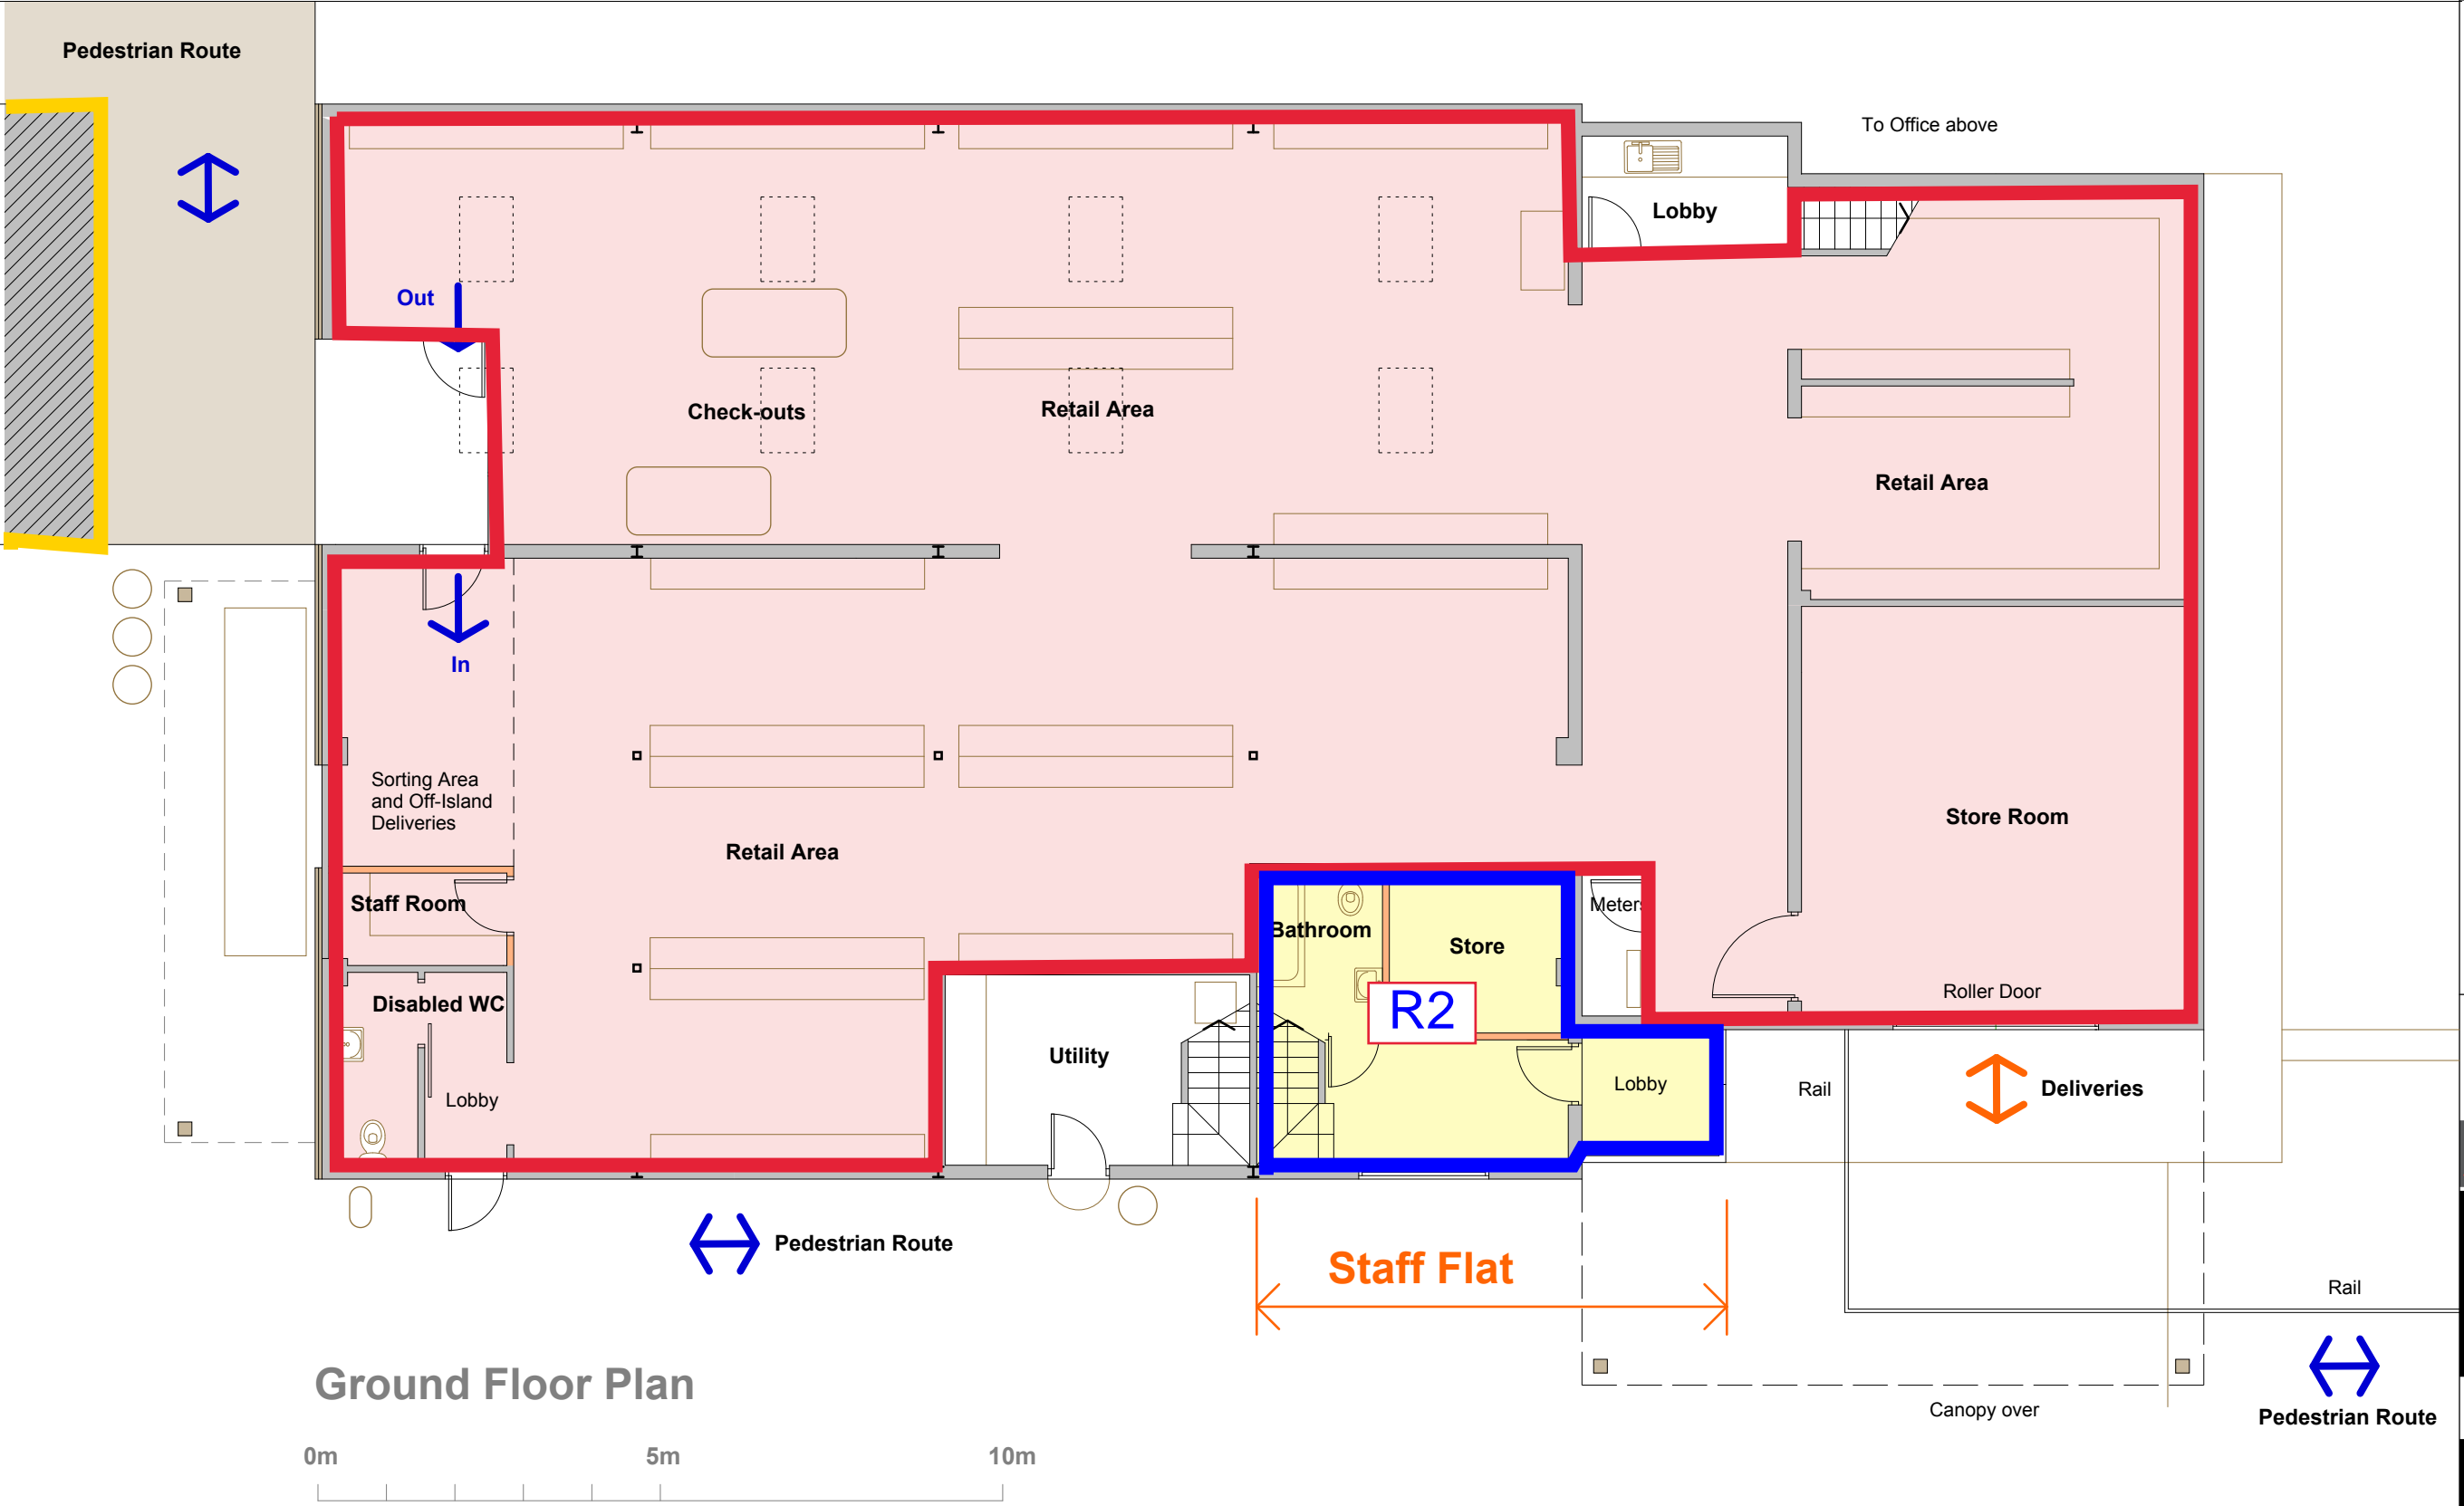 Pedestrian Route
To Office above
Lobby
Out
Check-outs
Retail Area
Retail Area
In
Sorting Area
and Off-Island
Deliveries
Store Room
Retail Area
Staff Room
Meters
Bathroom
Store
Disabled WC
Roller Door
R2
Utility
Lobby
Lobby
Rail
Deliveries
Pedestrian Route
Staff Flat
Rail
Ground Floor Plan
Canopy over
Pedestrian Route
0m
5m
10m